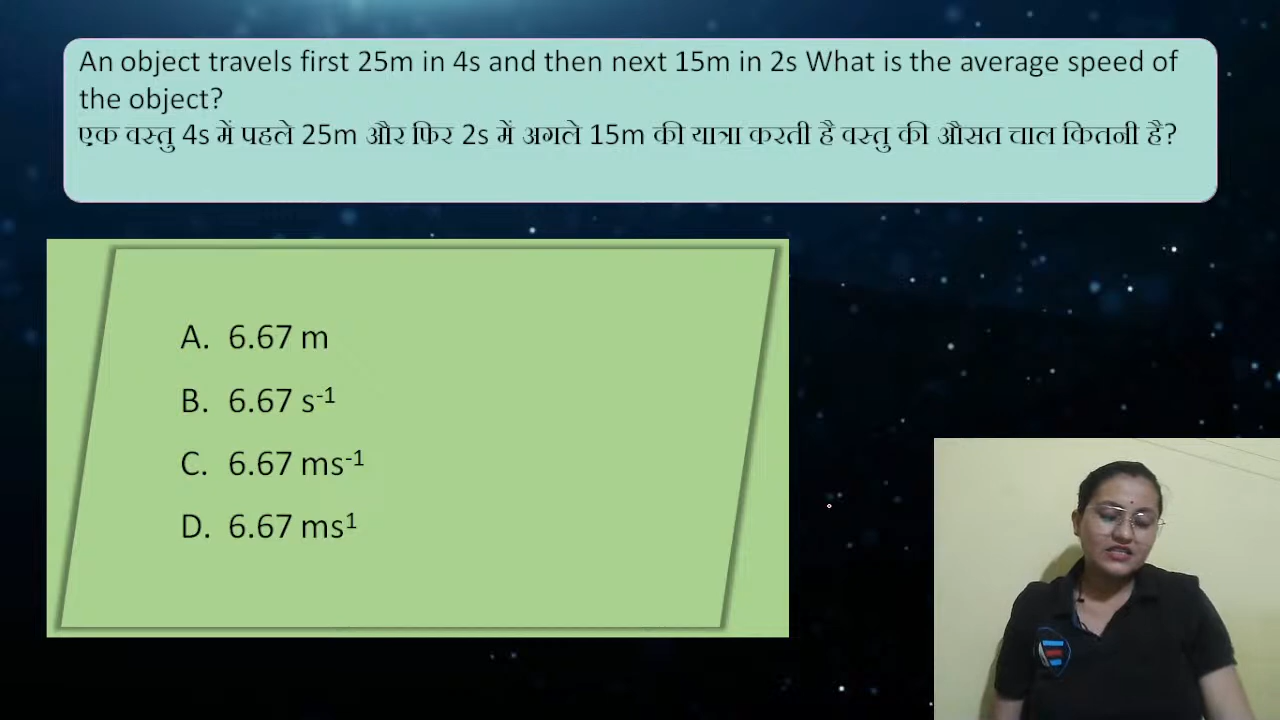 An object travels first 25m in 4s and then next 15m in 2s What is the average speed of
the object?
एक वस्तु 4s में पहले 25m और फिर 2s में अगले 15m की यात्रा करती है वस्तु की औसत चाल कितनी है?
A. 6.67 m
B. 6.67 s⁻¹
C. 6.67 ms⁻¹
D. 6.67 ms¹